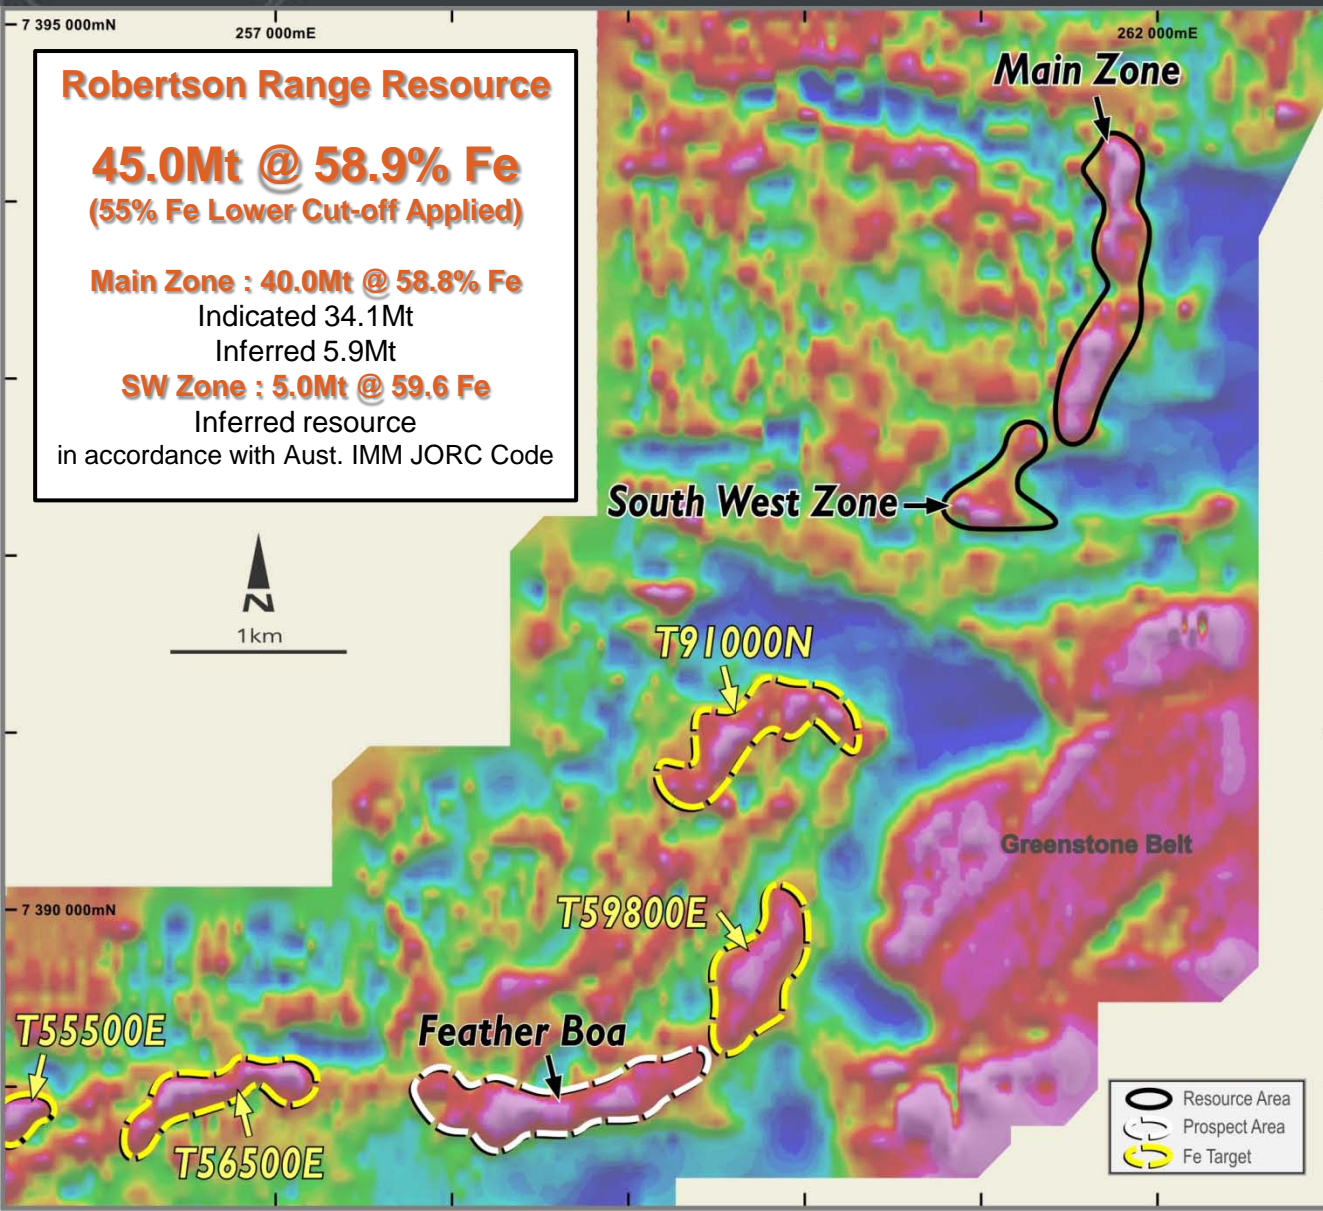 7 395 000mN
257 000mE
262 000mE
Robertson Range Resource
45.0Mt @ 58.9% Fe
(55% Fe Lower Cut-off Applied)
Main Zone : 40.0Mt @ 58.8% Fe
Indicated 34.1Mt
Inferred 5.9Mt
SW Zone : 5.0Mt @ 59.6 Fe
Inferred resource
in accordance with Aust. IMM JORC Code
Main Zone
South West Zone
N
1km
T91000N
Greenstone Belt
7 390 000mN
T59800E
T55500E
Feather Boa
T56500E
Resource Area
Prospect Area
Fe Target